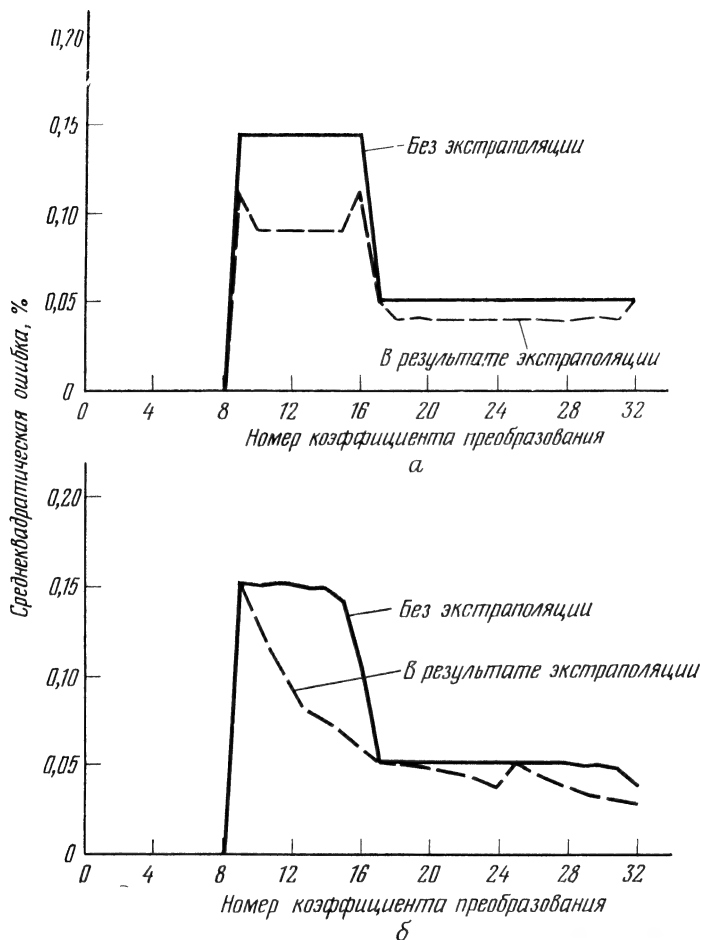 0,20
0,15
Без экстраполяции
0,10
0,05
В результате экстраполяции
0
0 4 8 12 16 20 24 28 32
Номер коэффициента преобразования
а
Среднеквадратическая ошибка, %
0,20
0,15
Без экстраполяции
В результате экстраполяции
0,10
0,05
0
0 4 8 12 16 20 24 28 32
Номер коэффициента преобразования
б